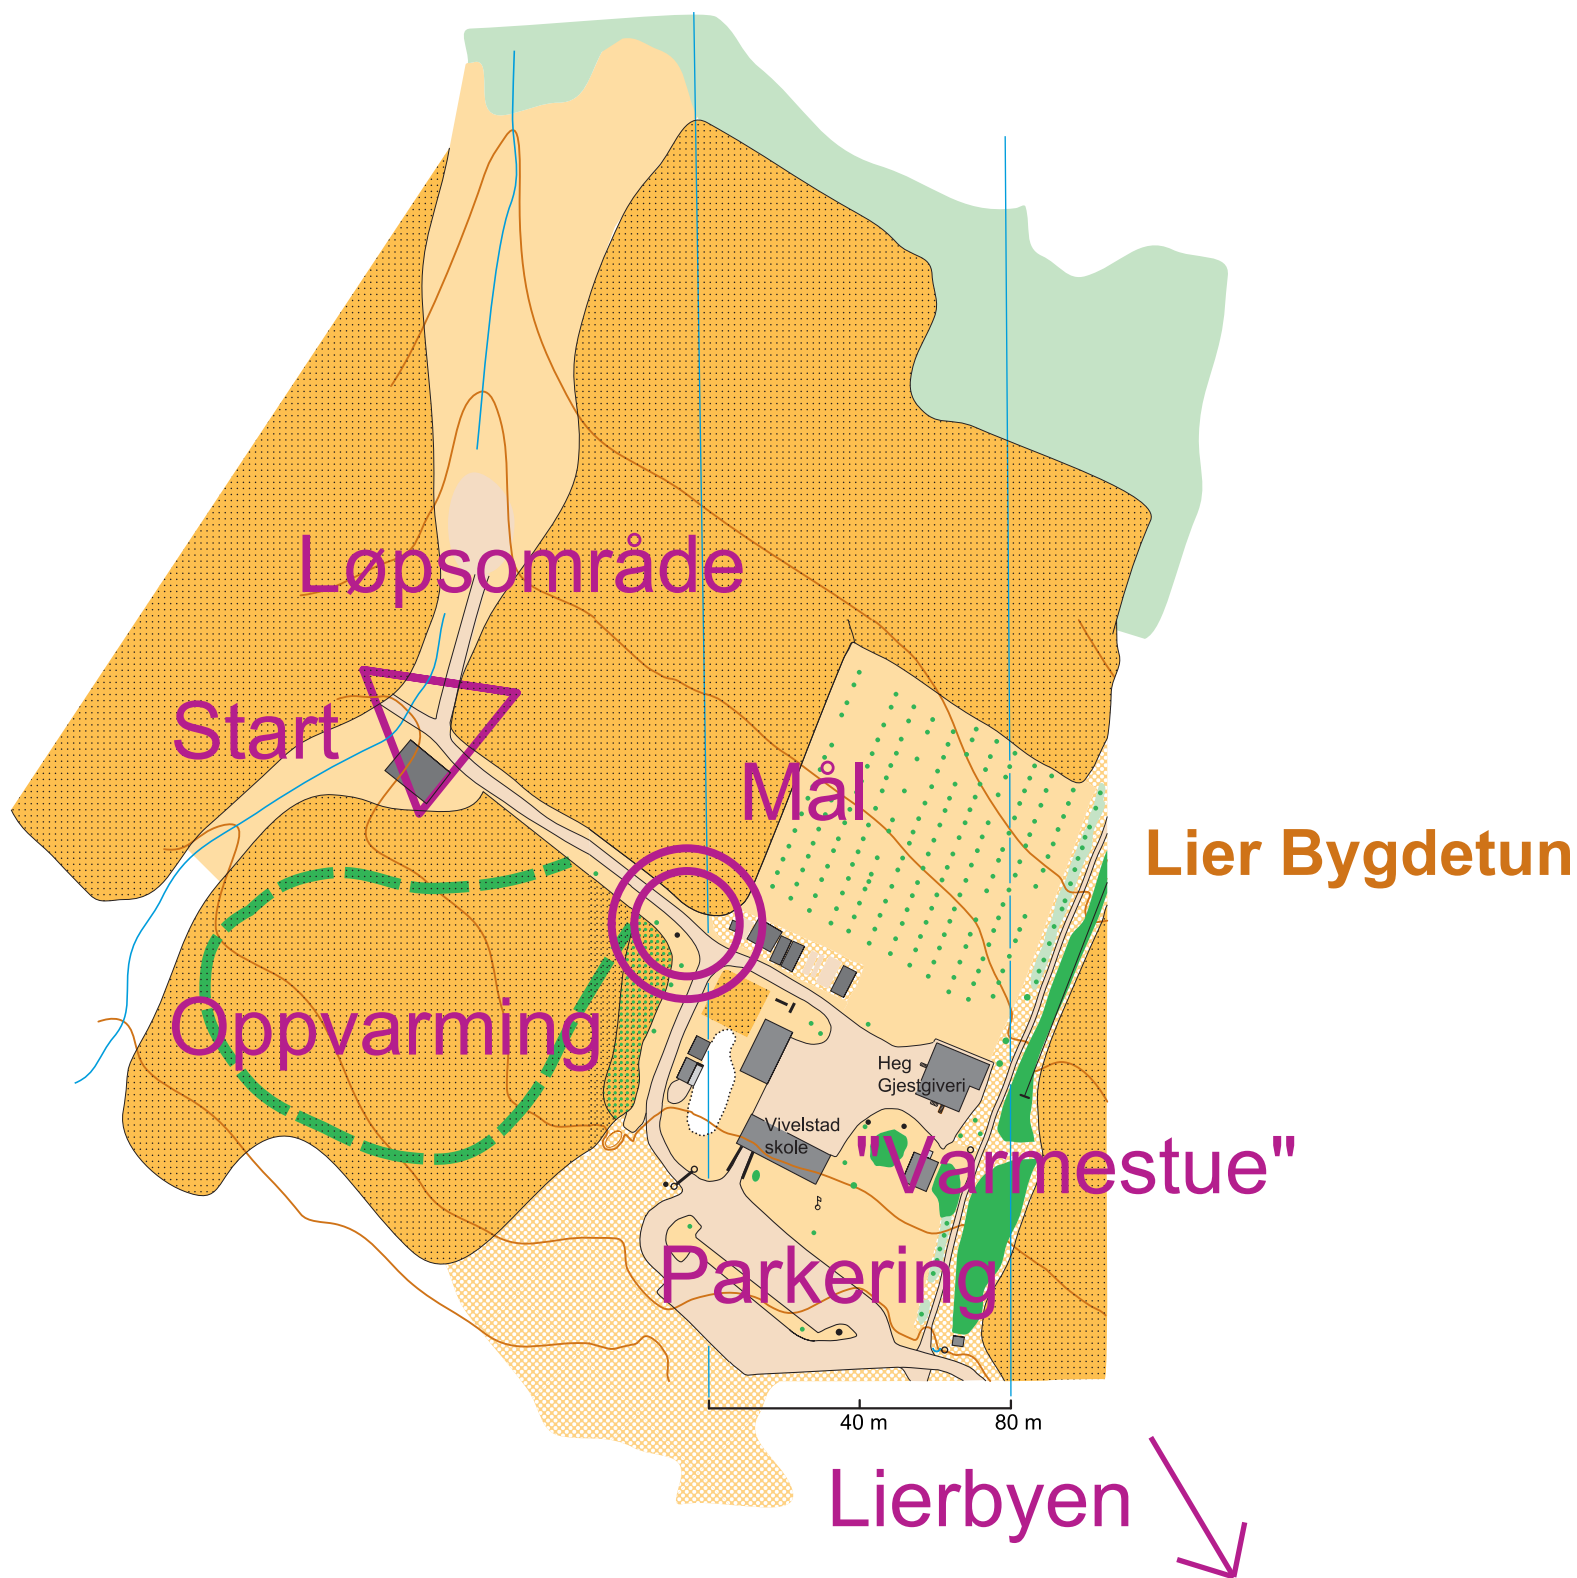 Løpsområde
Start
Mål
Lier Bygdetun
Oppvarming
Heg
Gjestgiveri
Vivelstad
skole
"Varmestue"
Parkering
40 m
80 m
Lierbyen